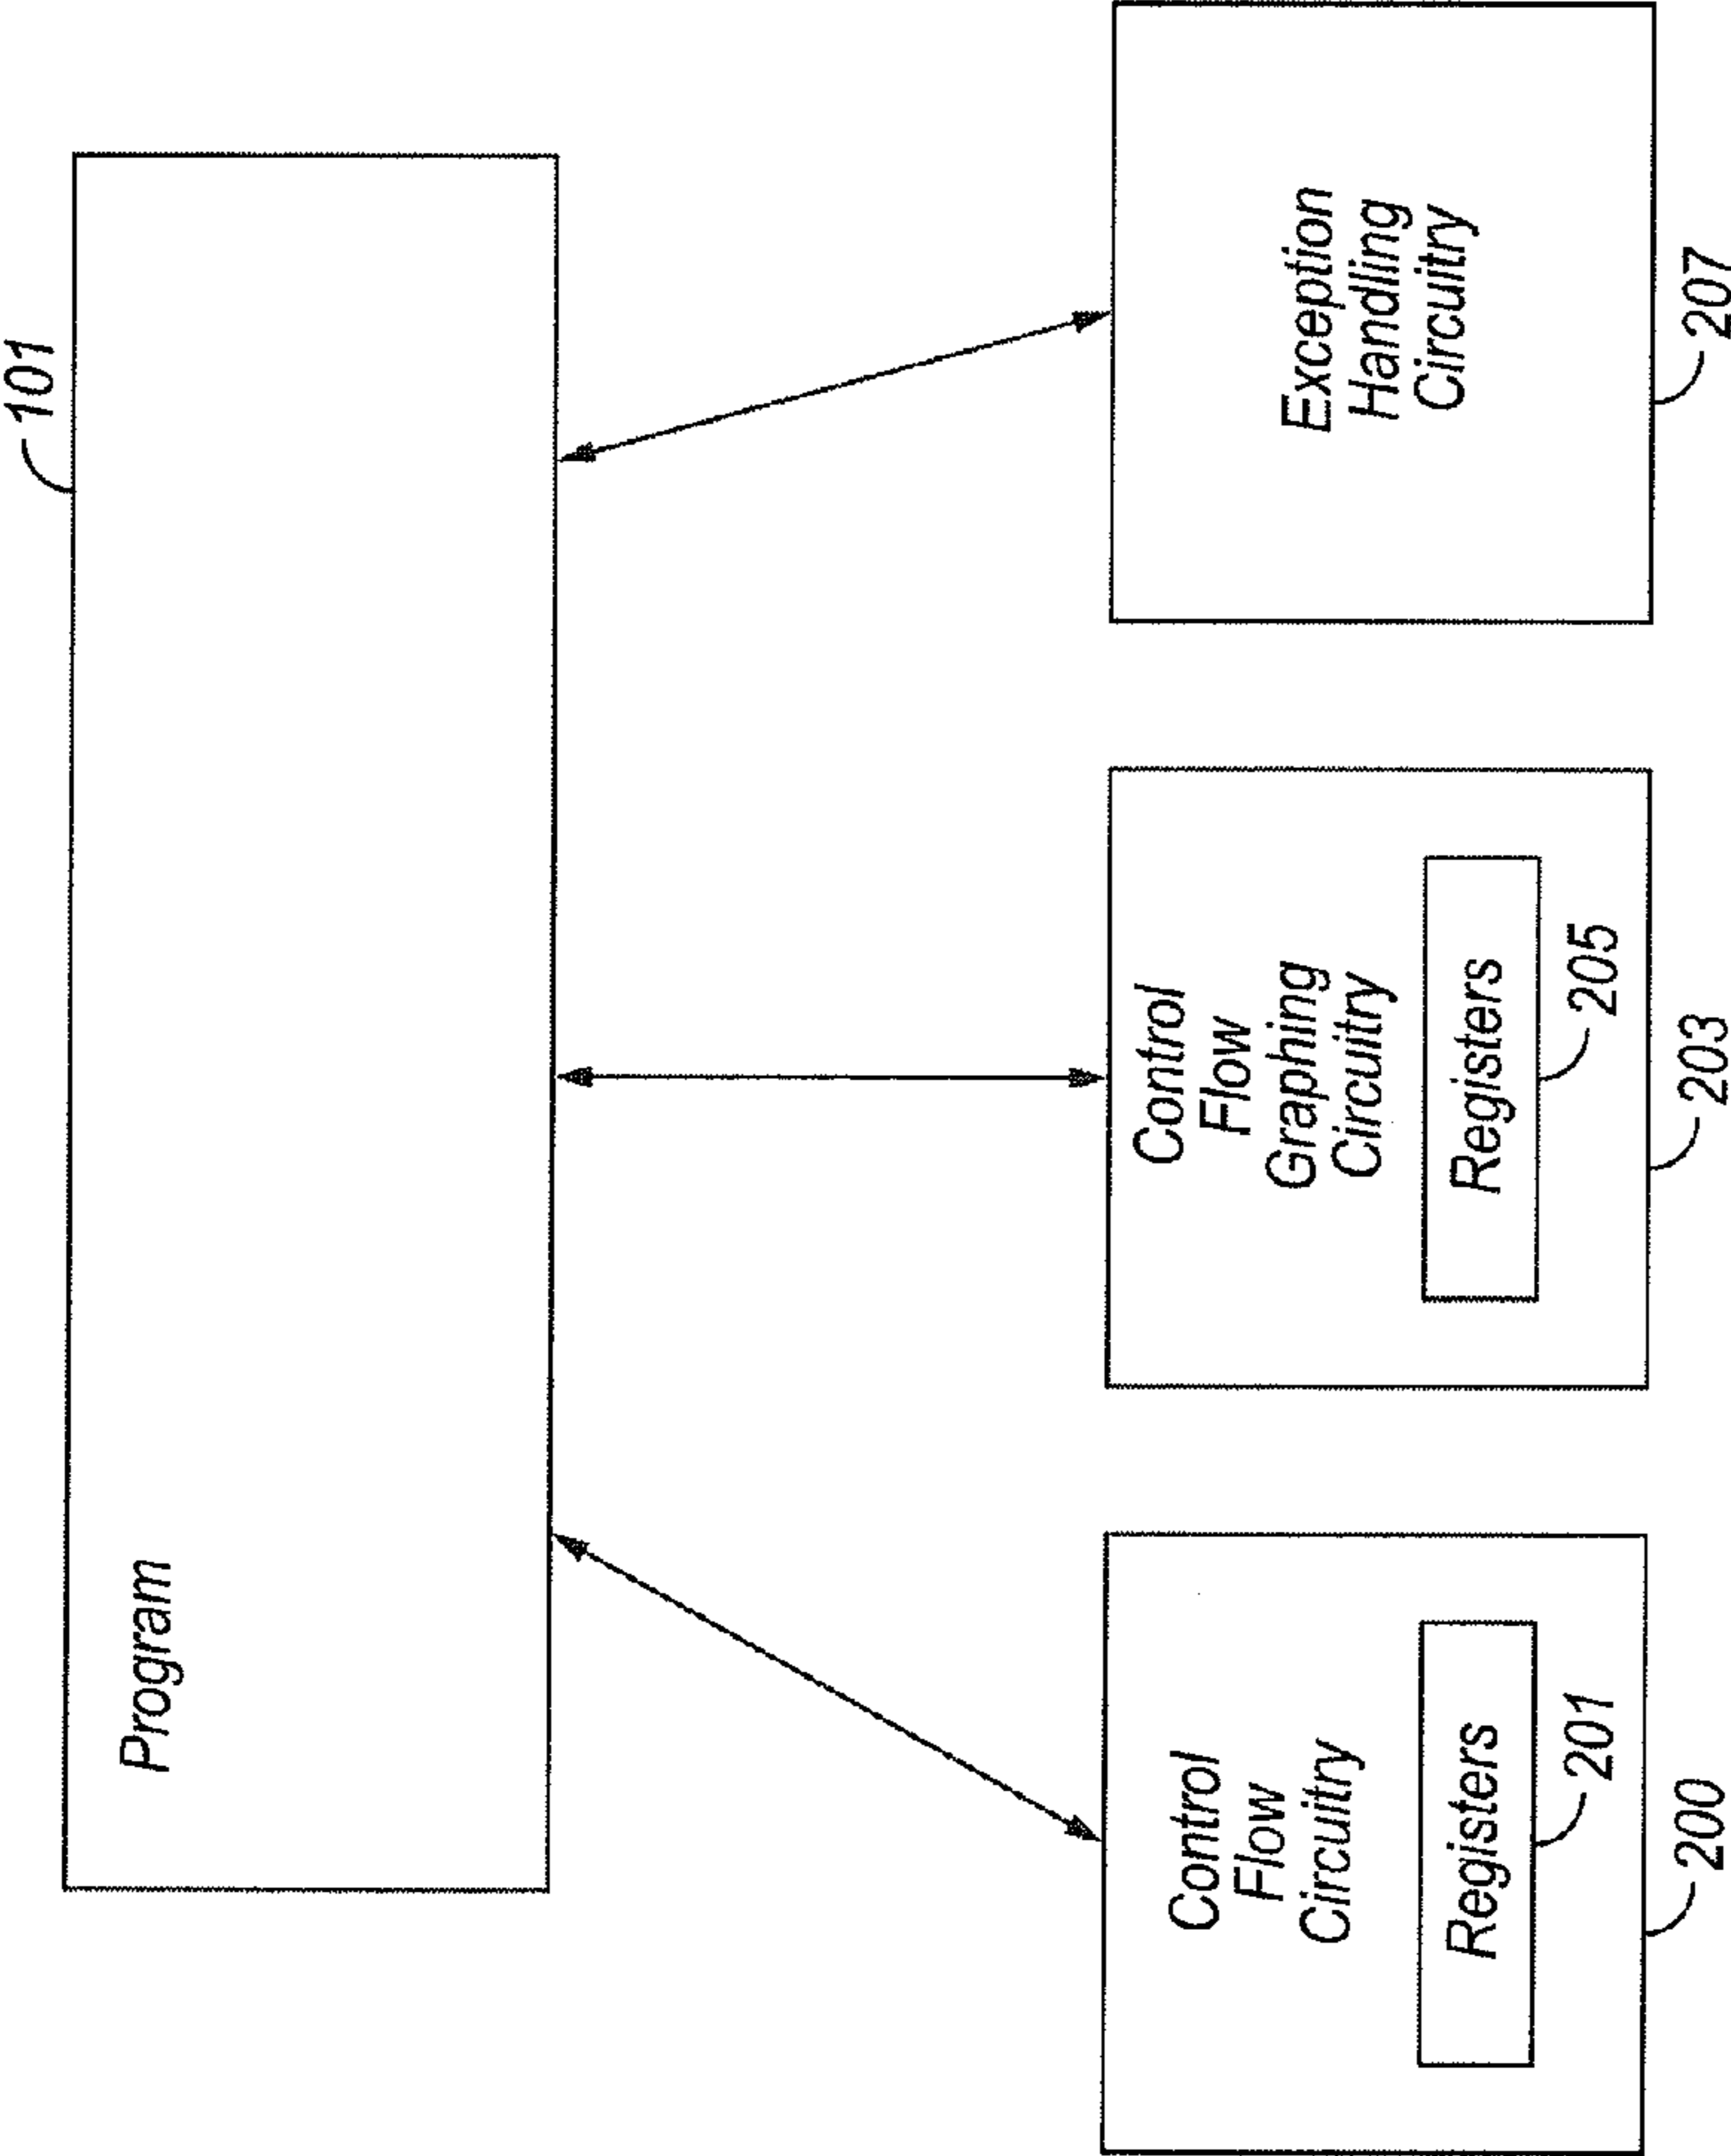 101
Program
Control
Flow
Circuitry
Registers
201
200
Control
Flow
Graphing
Circuitry
Registers
205
203
Exception
Handling
Circuitry
207